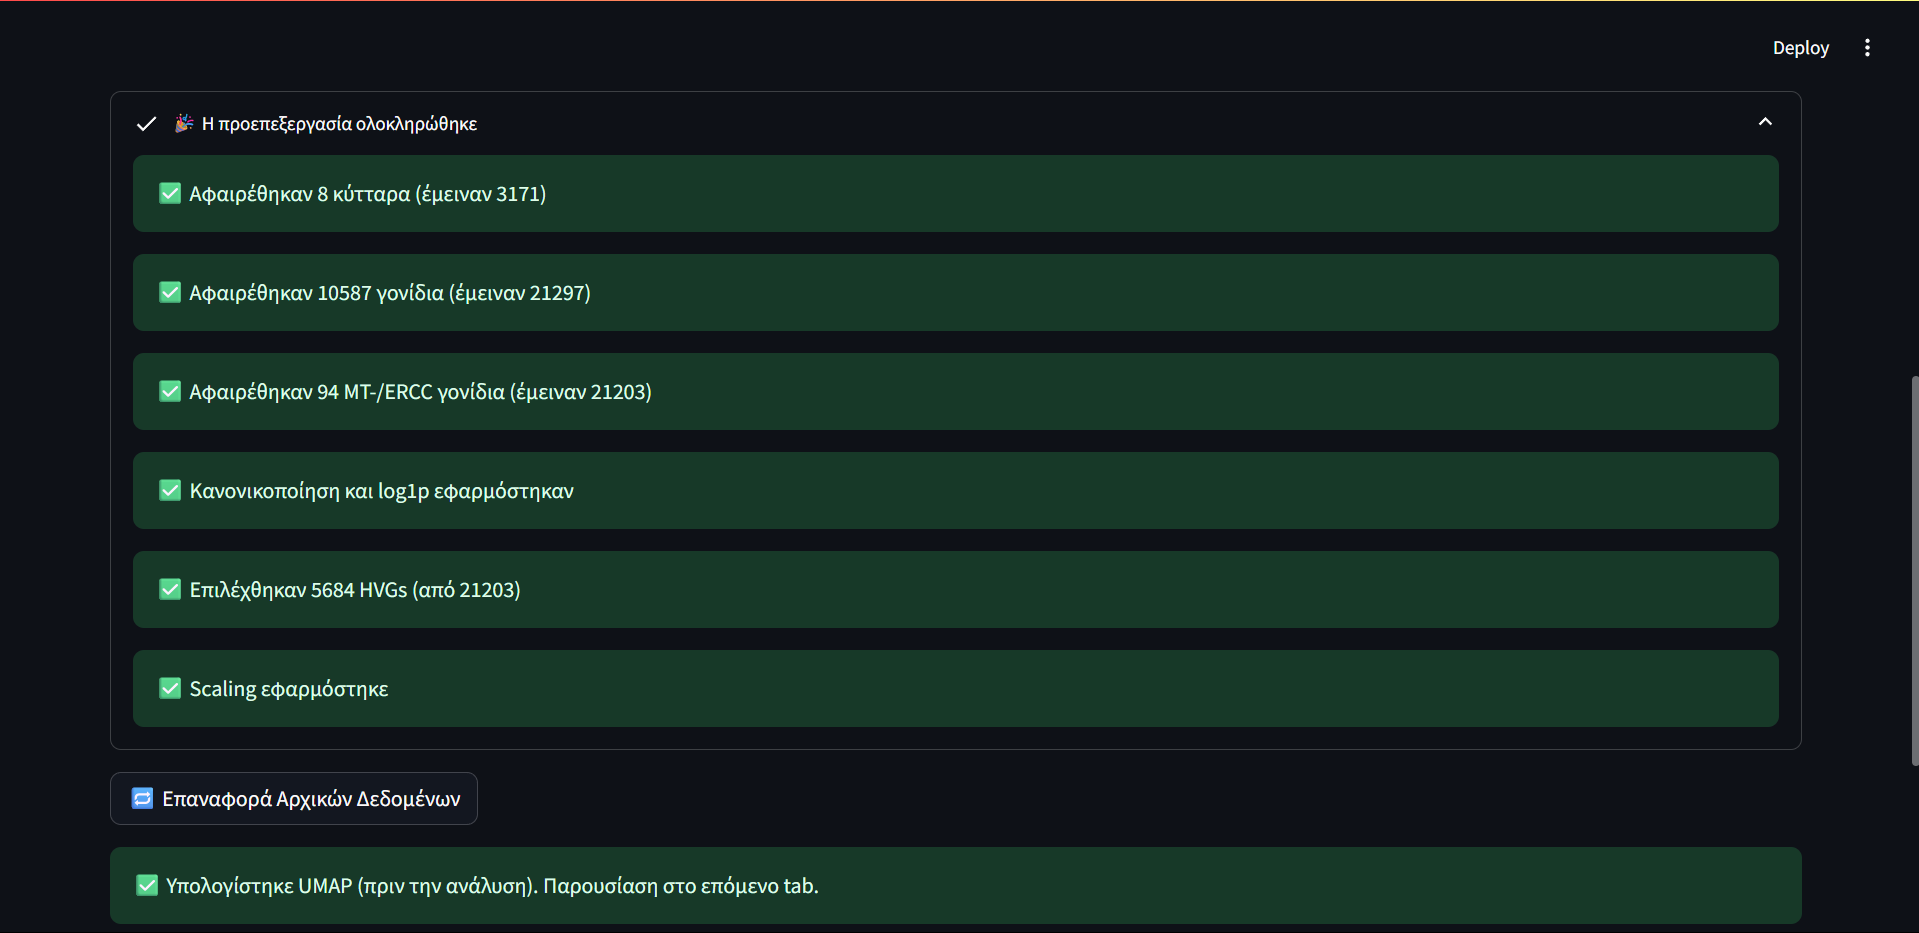 Deploy
🎉 Η προεπεξεργασία ολοκληρώθηκε
✅ Αφαιρέθηκαν 8 κύτταρα (έμειναν 3171)
✅ Αφαιρέθηκαν 10587 γονίδια (έμειναν 21297)
✅ Αφαιρέθηκαν 94 MT-/ERCC γονίδια (έμειναν 21203)
✅ Κανονικοποίηση και log1p εφαρμόστηκαν
✅ Επιλέχθηκαν 5684 HVGs (από 21203)
✅ Scaling εφαρμόστηκε
🔁 Επαναφορά Αρχικών Δεδομένων
✅ Υπολογίστηκε UMAP (πριν την ανάλυση). Παρουσίαση στο επόμενο tab.